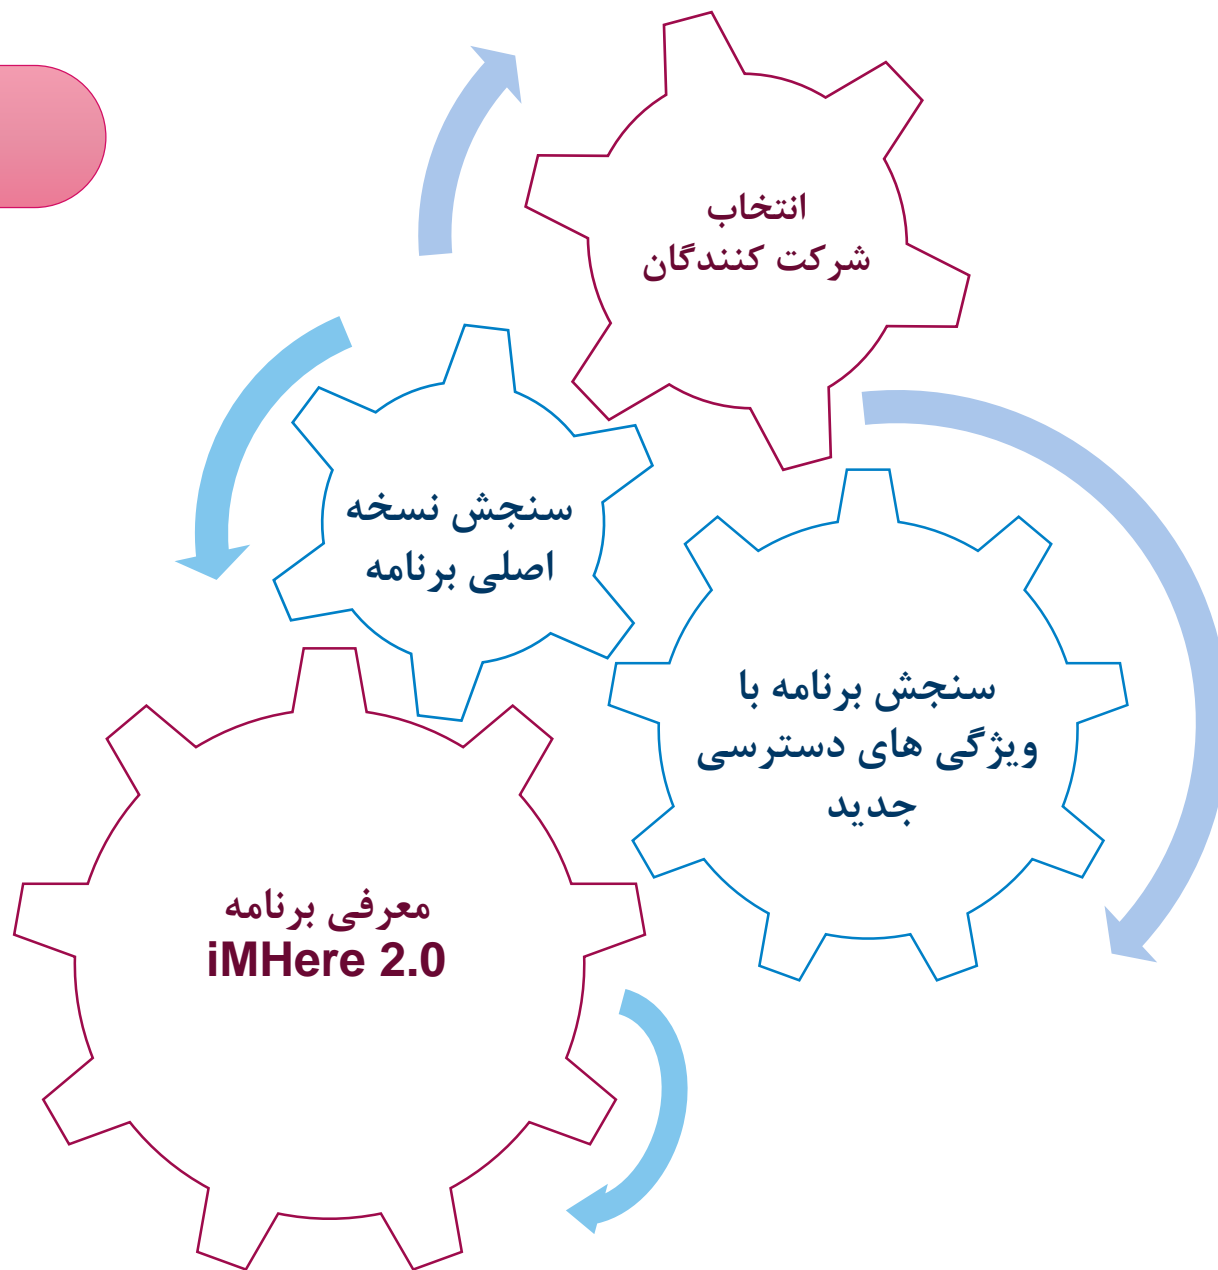 انتخاب
شرکت کنندگان
سنجش نسخه
اصلی برنامه
سنجش برنامه با
ویژگی های دسترسی
جدید
معرفی برنامه
iMHere 2.0